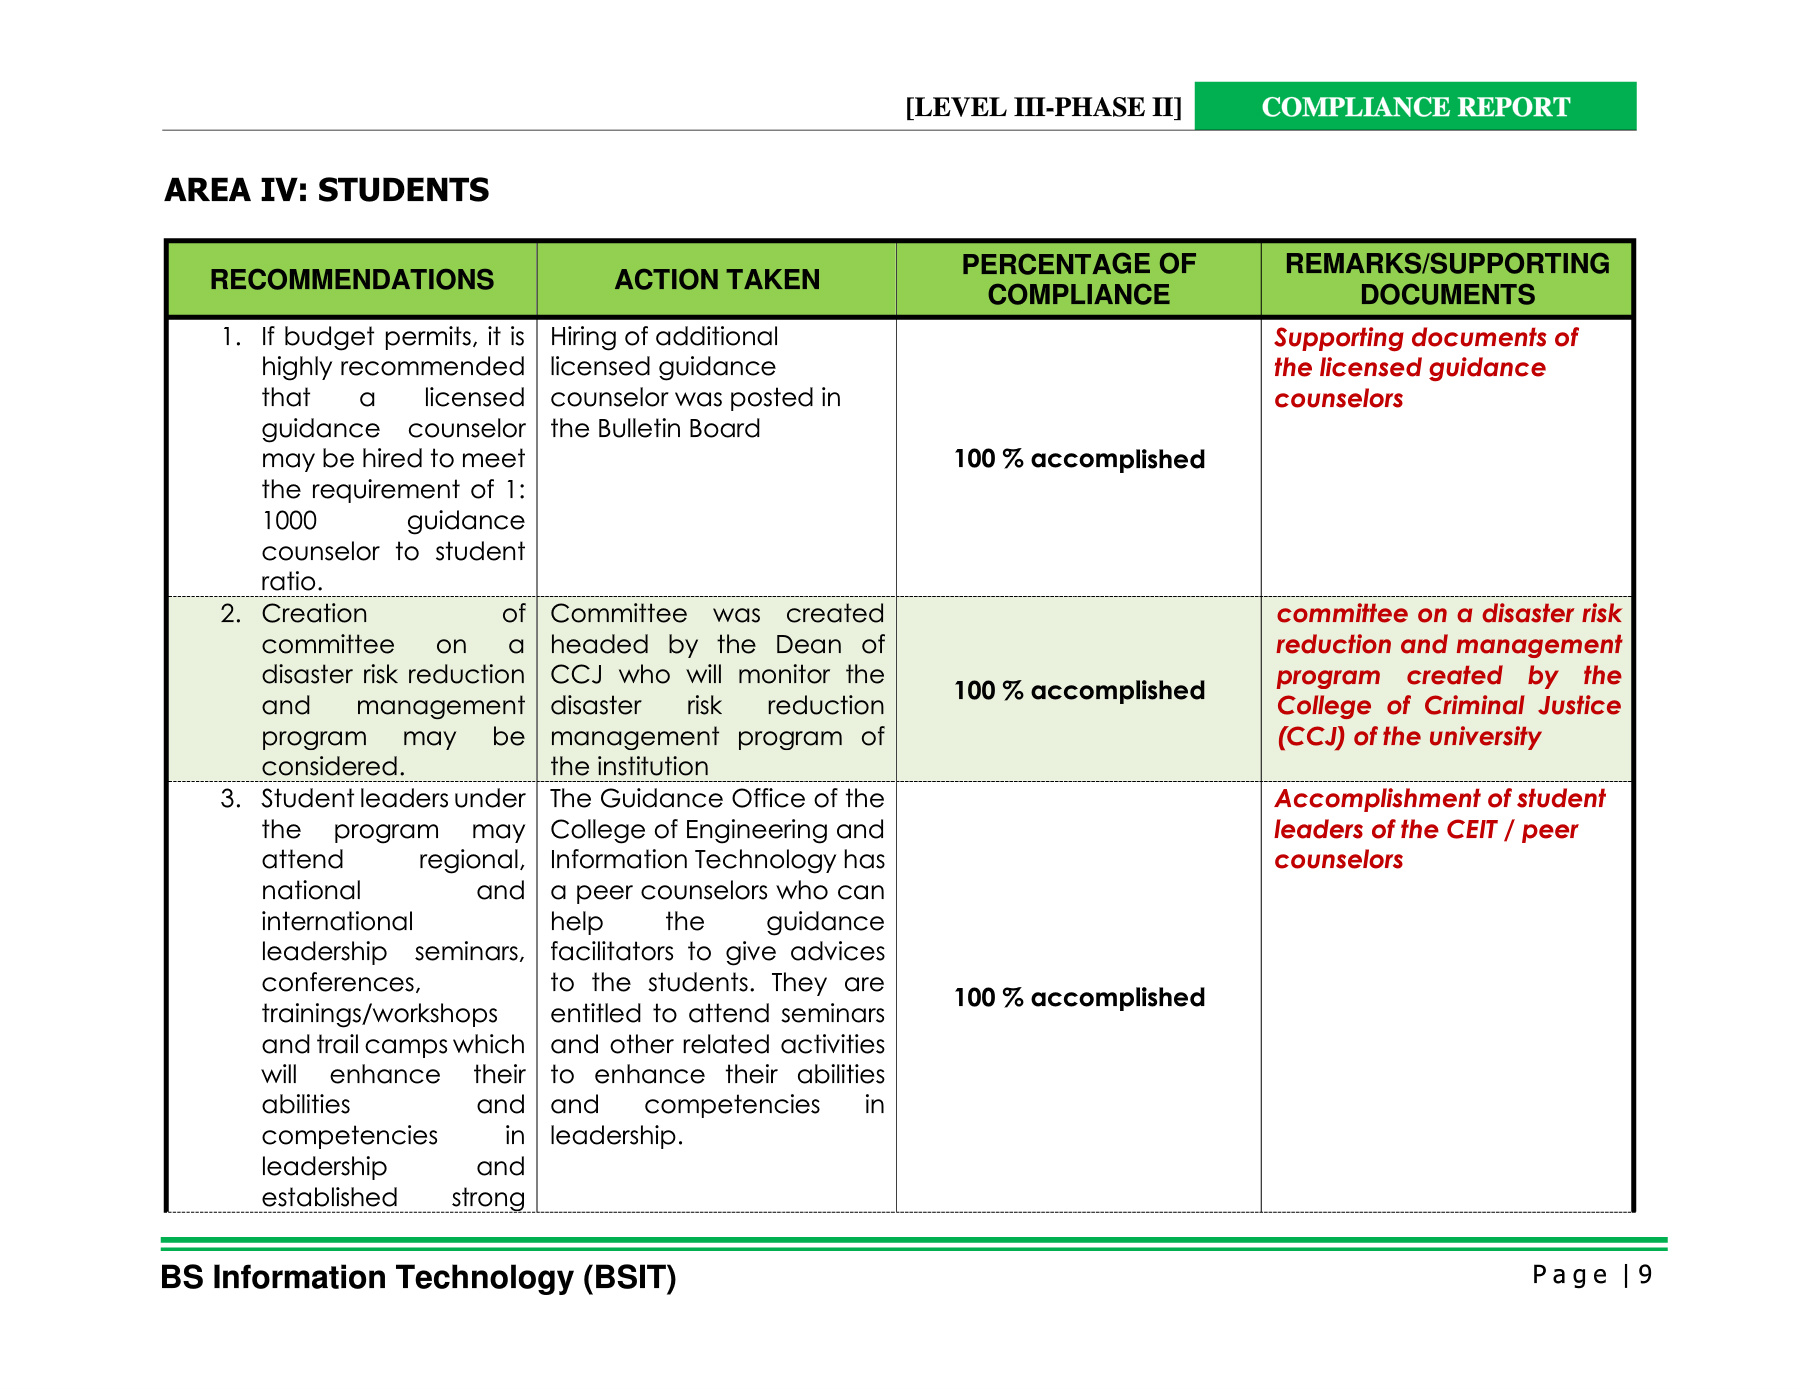 [LEVEL III-PHASE II] COMPLIANCE REPORT
AREA IV: STUDENTS
RECOMMENDATIONS
ACTION TAKEN
PERCENTAGE OF
COMPLIANCE
REMARKS/SUPPORTING
DOCUMENTS
1. If budget permits, it is
highly recommended
that a licensed
guidance counselor
may be hired to meet
the requirement of 1:
1000 guidance
counselor to student
ratio.
Hiring of additional
licensed guidance
counselor was posted in
the Bulletin Board
100 % accomplished
Supporting documents of
the licensed guidance
counselors
2. Creation of
committee on a
disaster risk reduction
and management
program may be
considered.
Committee was created
headed by the Dean of
CCJ who will monitor the
disaster risk reduction
management program of
the institution
100 % accomplished
committee on a disaster risk
reduction and management
program created by the
College of Criminal Justice
(CCJ) of the university
3. Student leaders under
the program may
attend regional,
national and
international
leadership seminars,
conferences,
trainings/workshops
and trail camps which
will enhance their
abilities and
competencies in
leadership and
established strong
The Guidance Office of the
College of Engineering and
Information Technology has
a peer counselors who can
help the guidance
facilitators to give advices
to the students. They are
entitled to attend seminars
and other related activities
to enhance their abilities
and competencies in
leadership.
100 % accomplished
Accomplishment of student
leaders of the CEIT / peer
counselors
BS Information Technology (BSIT)
Page | 9